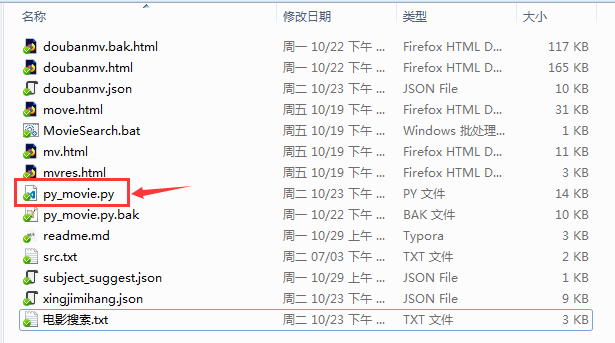 名称 修改日期 类型 大小
doubanmv.bak.html 周一 10/22 下午 ... Firefox HTML D... 117 KB
doubanmv.html 周一 10/22 下午 ... Firefox HTML D... 165 KB
doubanmv.json 周二 10/23 下午 ... JSON File 10 KB
move.html 周五 10/19 下午 ... Firefox HTML D... 31 KB
MovieSearch.bat 周五 10/19 下午 ... Windows 批处理... 1 KB
mv.html 周五 10/19 下午 ... Firefox HTML D... 11 KB
mvres.html 周五 10/19 下午 ... Firefox HTML D... 3 KB
py_movie.py 周二 10/23 下午 ... PY 文件 14 KB
py_movie.py.bak 周二 10/23 下午 ... BAK 文件 10 KB
readme.md 周一 10/29 上午 ... Typora 3 KB
src.txt 周二 07/03 下午 ... TXT 文件 2 KB
subject_suggest.json 周一 10/29 上午 ... JSON File 1 KB
xingjimihang.json 周二 10/23 下午 ... JSON File 9 KB
电影搜索.txt 周二 10/23 下午 ... TXT 文件 3 KB